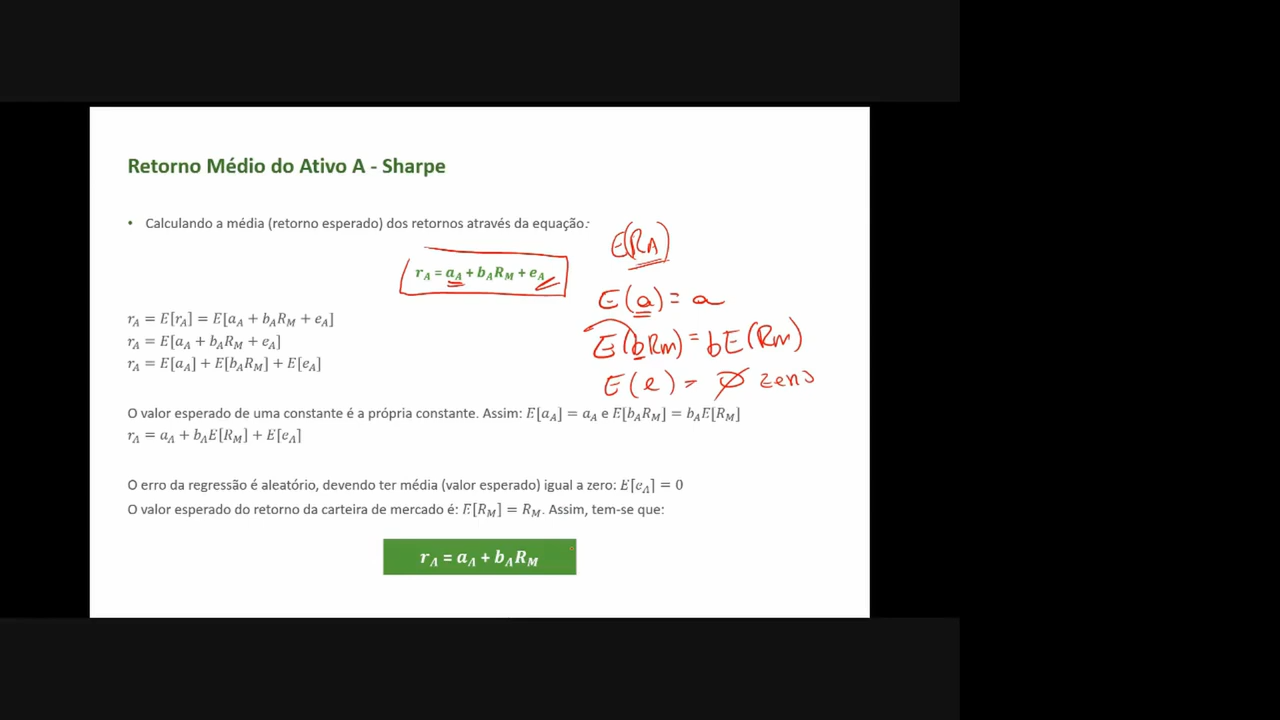 Retorno Médio do Ativo A - Sharpe
• Calculando a média (retorno esperado) dos retornos através da equação:
E(RA)
rA = aA + bARM + eA
E(a) = a
rA = E[rA] = E[aA + bARM + eA]
E(bRM) = bE(RM)
rA = E[aA + bARM + eA]
rA = E[aA] + E[bARM] + E[eA]
E(e) = ∅ zero
O valor esperado de uma constante é a própria constante. Assim: E[aA] = aA e E[bARM] = bAE[RM]
rA = aA + bAE[RM] + E[eA]
O erro da regressão é aleatório, devendo ter média (valor esperado) igual a zero: E[eA] = 0
O valor esperado do retorno da carteira de mercado é: E[RM] = RM. Assim, tem-se que:
rA = aA + bARM